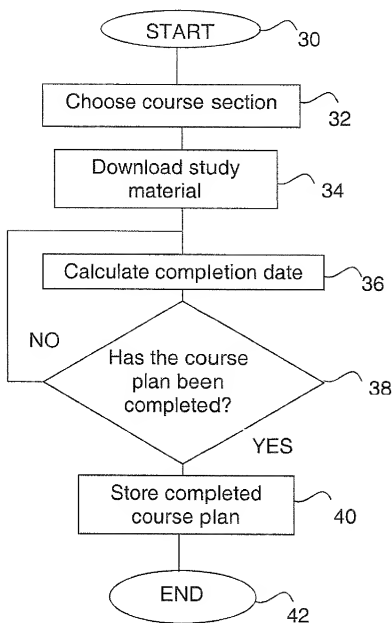 START
30
Choose course section
32
Download study
material
34
Calculate completion date
36
NO
Has the course
plan been
completed?
38
YES
Store completed
course plan
40
END
42